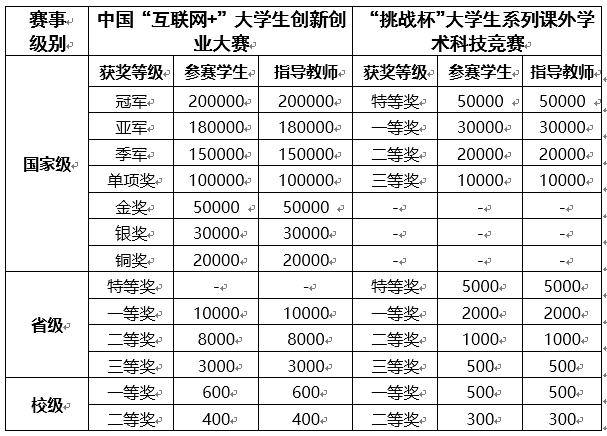 赛事级别 中国“互联网+”大学生创新创业大赛 “挑战杯”大学生系列课外学术科技竞赛
获奖等级 参赛学生 指导教师 获奖等级 参赛学生 指导教师
国家级 冠军 200000 200000 特等奖 50000 50000
亚军 180000 180000 一等奖 30000 30000
季军 150000 150000 二等奖 20000 20000
单项奖 100000 100000 三等奖 10000 10000
金奖 50000 50000 - - -
银奖 30000 30000 - - -
铜奖 20000 20000 - - -
省级 特等奖 - - 特等奖 5000 5000
一等奖 10000 10000 一等奖 2000 2000
二等奖 8000 8000 二等奖 1000 1000
三等奖 3000 3000 三等奖 500 500
校级 一等奖 600 600 一等奖 500 500
二等奖 400 400 二等奖 300 300